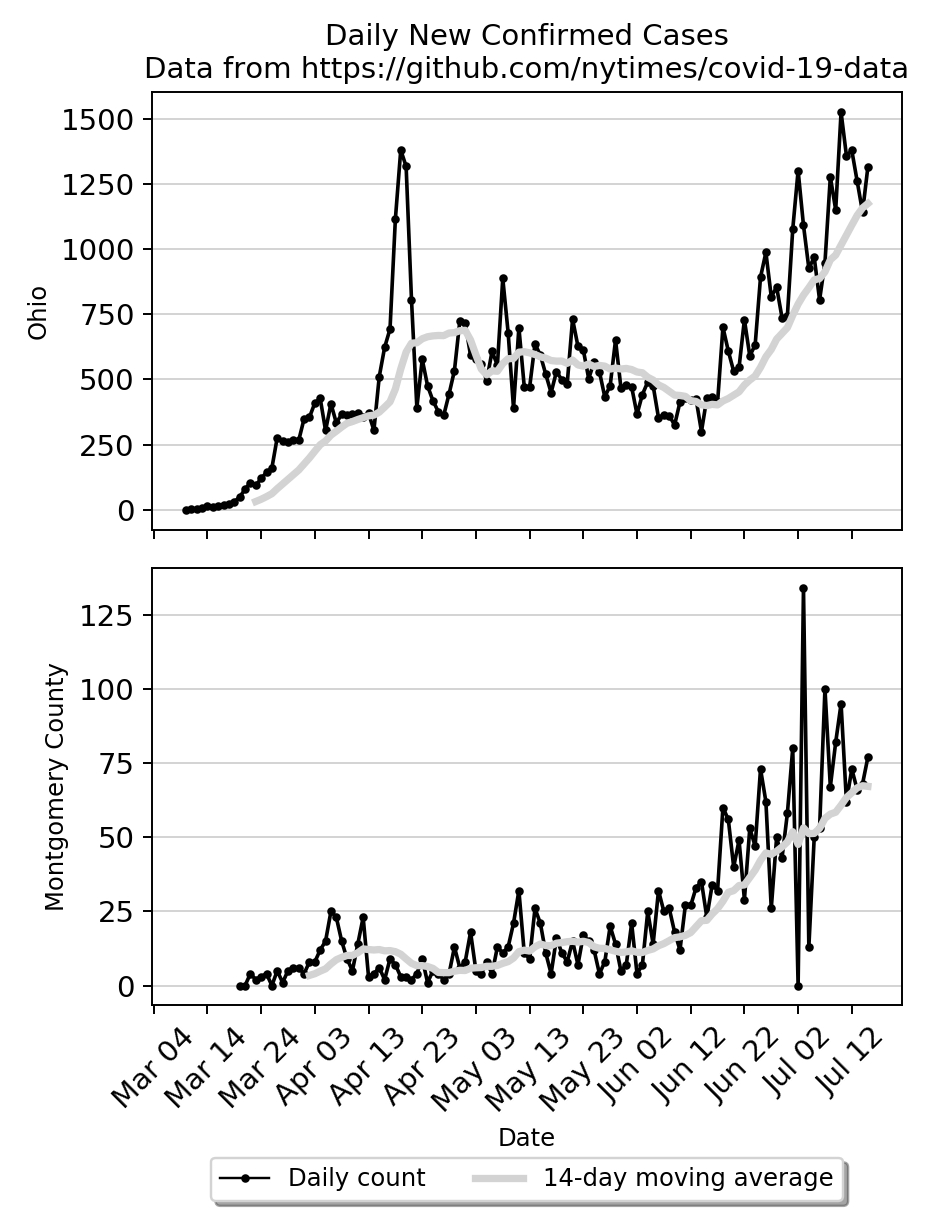 Daily New Confirmed Cases
Data from https://github.com/nytimes/covid-19-data
1500
1250
1000
750
500
250
0
Ohio
125
100
75
50
25
0
Montgomery County
Mar 04
Mar 14
Mar 24
Apr 03
Apr 13
Apr 23
May 03
May 13
May 23
Jun 02
Jun 12
Jun 22
Jul 02
Jul 12
Date
Daily count
14-day moving average